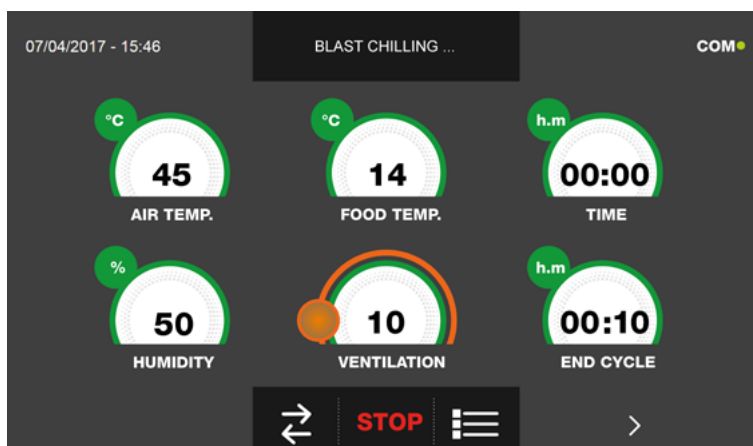 07/04/2017 - 15:46
BLAST CHILLING ...
COM
°C
45
AIR TEMP.
°C
14
FOOD TEMP.
h.m
00:00
TIME
%
50
HUMIDITY
10
VENTILATION
h.m
00:10
END CYCLE
STOP